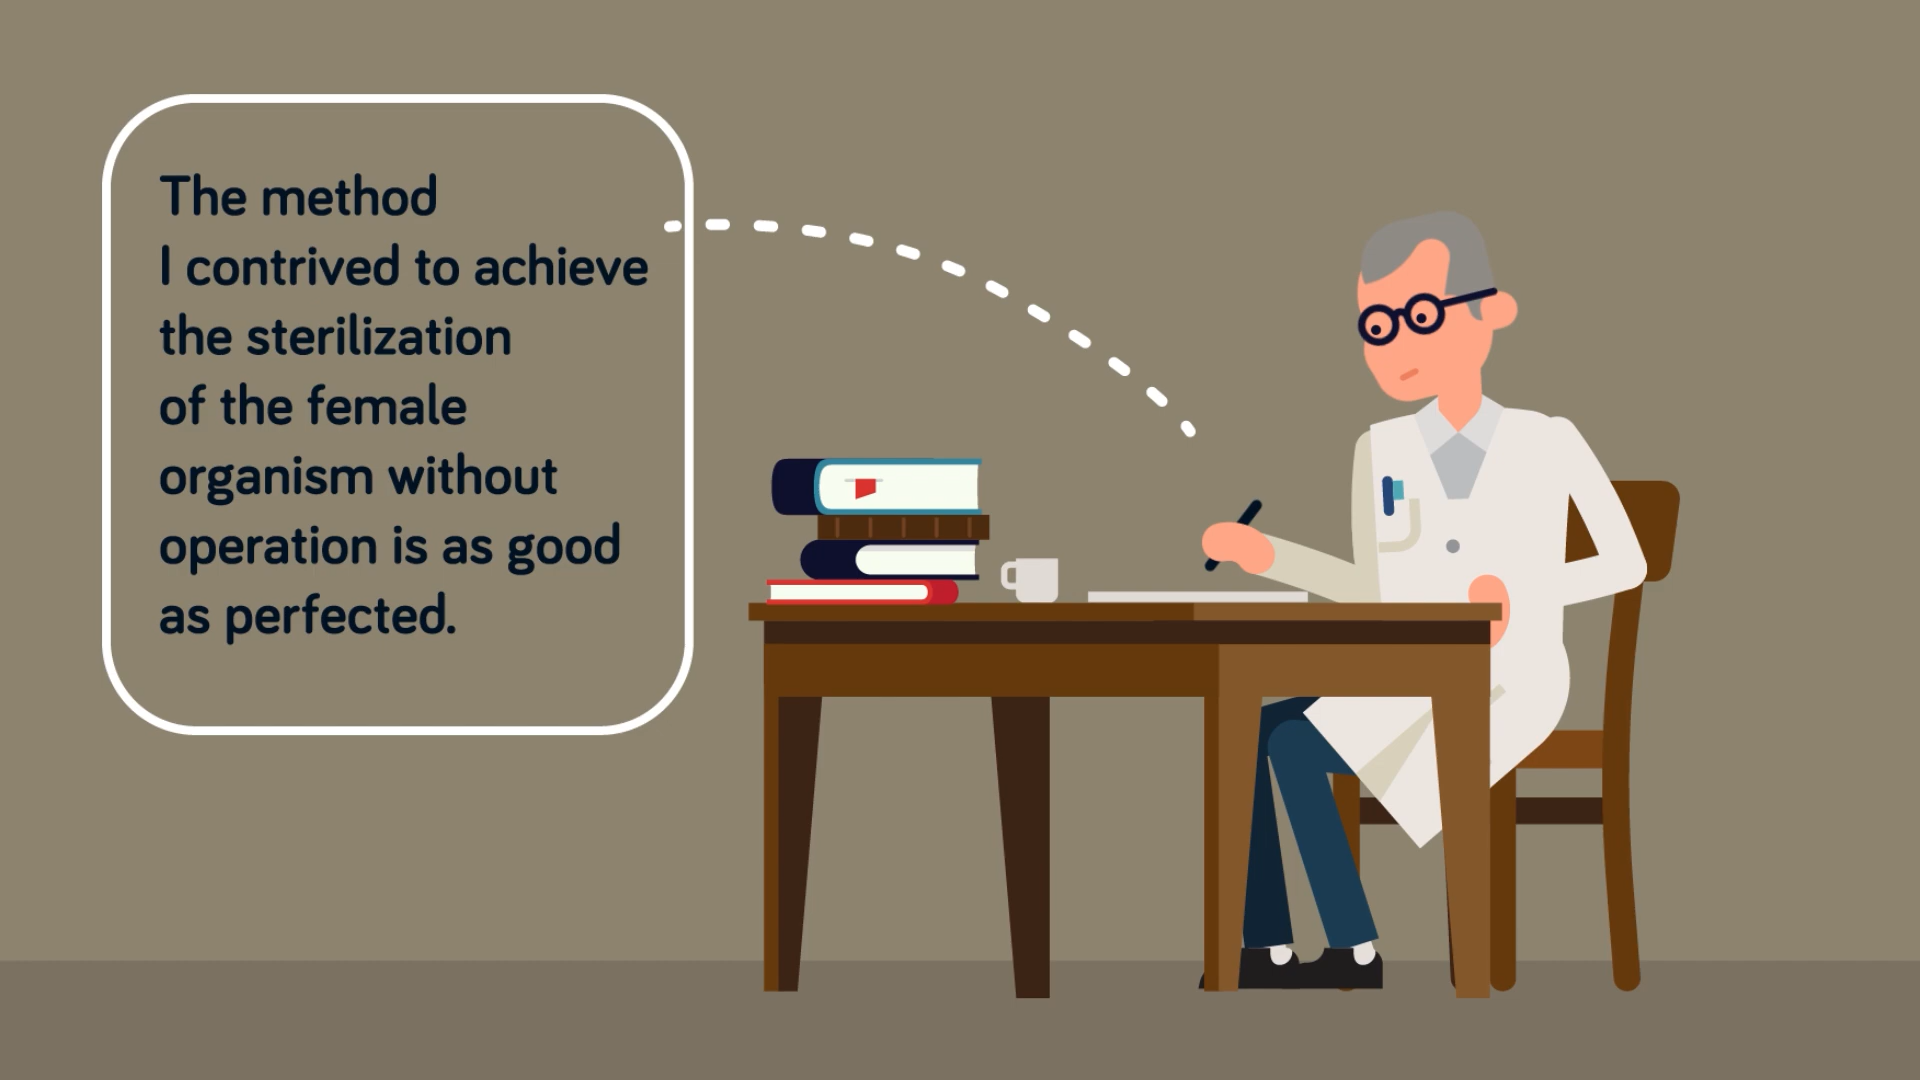 The method
I contrived to achieve
the sterilization
of the female
organism without
operation is as good
as perfected.